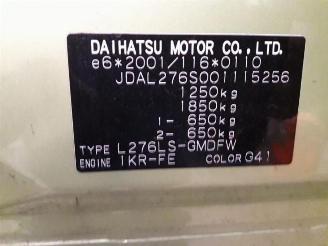 DAIHATSU MOTOR CO., LTD.
e6*2001/116*0110
JDAL276S001115256
1250kg
1850kg
1- 650kg
2- 650kg
TYPE L276LS-GMDFW
ENGINE 1KR-FE COLOR G41